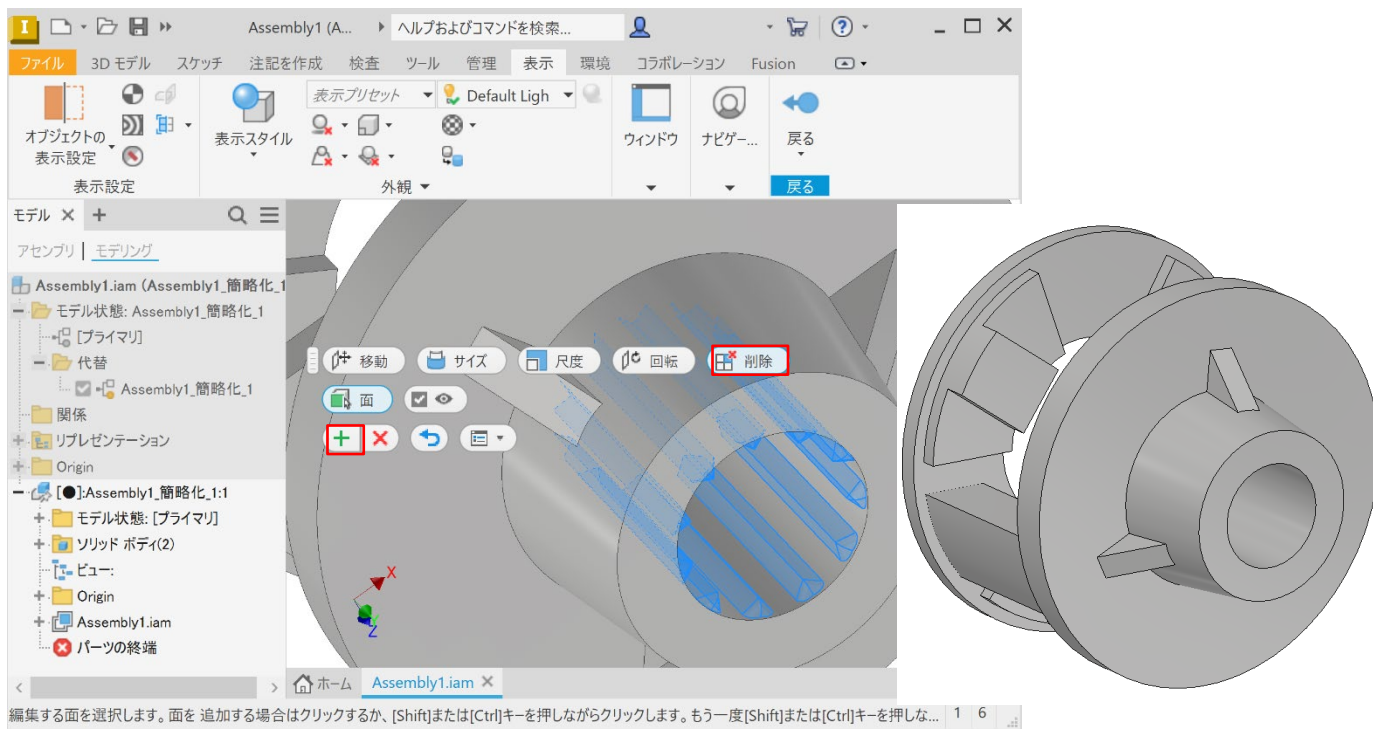 Assembly1 (A... ヘルプおよびコマンドを検索...
ファイル 3D モデル スケッチ 注記を作成 検査 ツール 管理 表示 環境 コラボレーション Fusion
表示プリセット Default Ligh
オブジェクトの 表示設定
表示スタイル
ウィンドウ ナビゲー... 戻る
表示設定 外観 戻る
モデル
アセンブリ | モデリング
Assembly1.iam (Assembly1_簡略化_1
モデル状態: Assembly1_簡略化_1
[プライマリ]
代替
Assembly1_簡略化_1
関係
リプレゼンテーション
Origin
[●]:Assembly1_簡略化_1:1
モデル状態: [プライマリ]
ソリッド ボディ(2)
ビュー:
Origin
Assembly1.iam
パーツの終端
移動 サイズ 尺度 回転 削除
面
X
Y
Z
ホーム Assembly1.iam
編集する面を選択します。面を 追加する場合はクリックするか、[Shift]または[Ctrl]キーを押しながらクリックします。もう一度[Shift]または[Ctrl]キーを押しな... 1 6